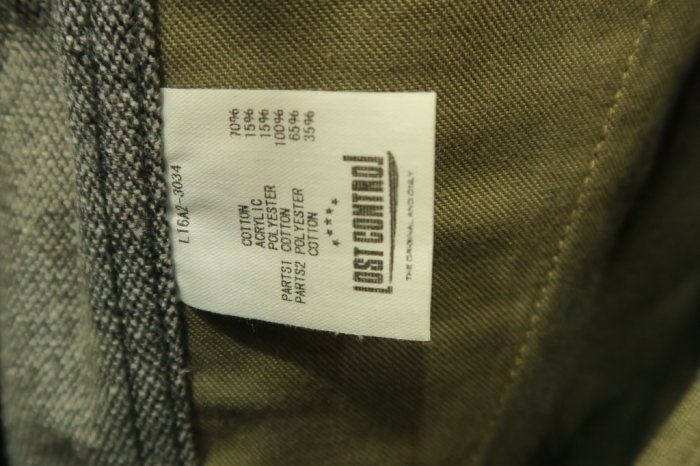 L16A2-3034
COTTON 70%
ACRYLIC 15%
POLYESTER 15%
PARTS1 COTTON 100%
PARTS2 POLYESTER 65%
COTTON 35%
LOST CONTROL
THE ORIGINAL AND ONLY